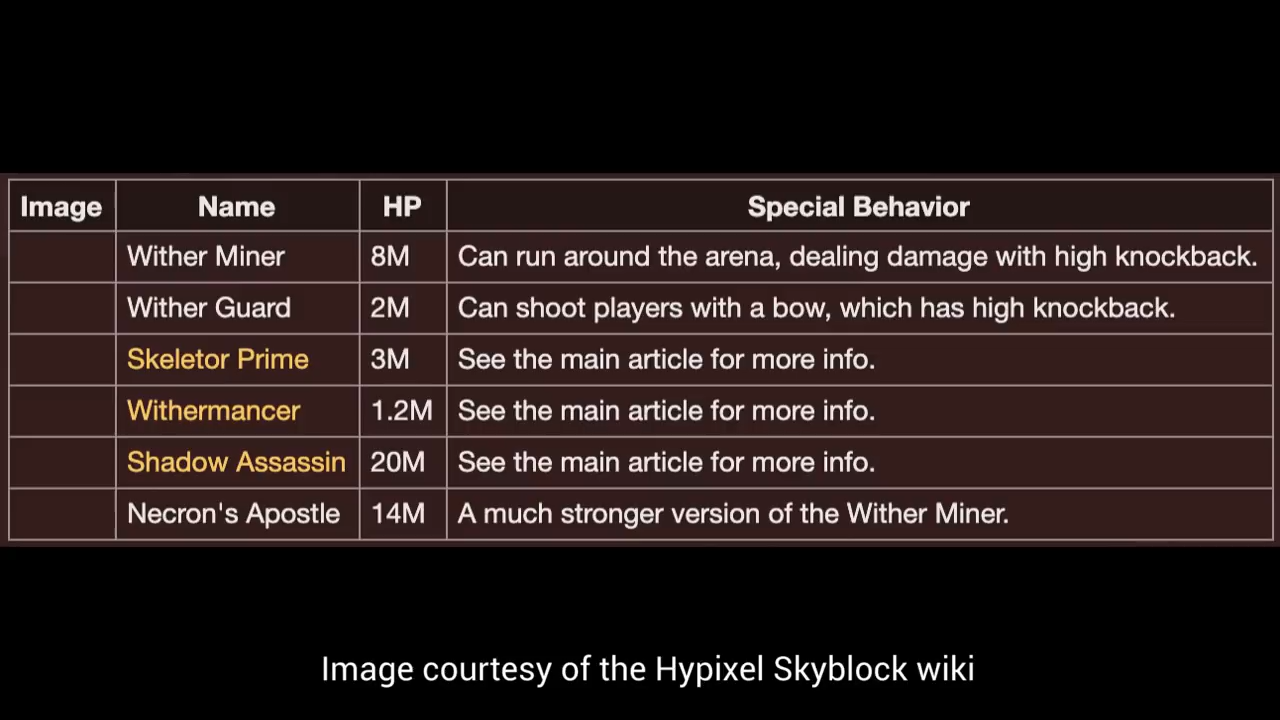 Image Name HP Special Behavior
Wither Miner 8M Can run around the arena, dealing damage with high knockback.
Wither Guard 2M Can shoot players with a bow, which has high knockback.
Skeletor Prime 3M See the main article for more info.
Withermancer 1.2M See the main article for more info.
Shadow Assassin 20M See the main article for more info.
Necron's Apostle 14M A much stronger version of the Wither Miner.
Image courtesy of the Hypixel Skyblock wiki